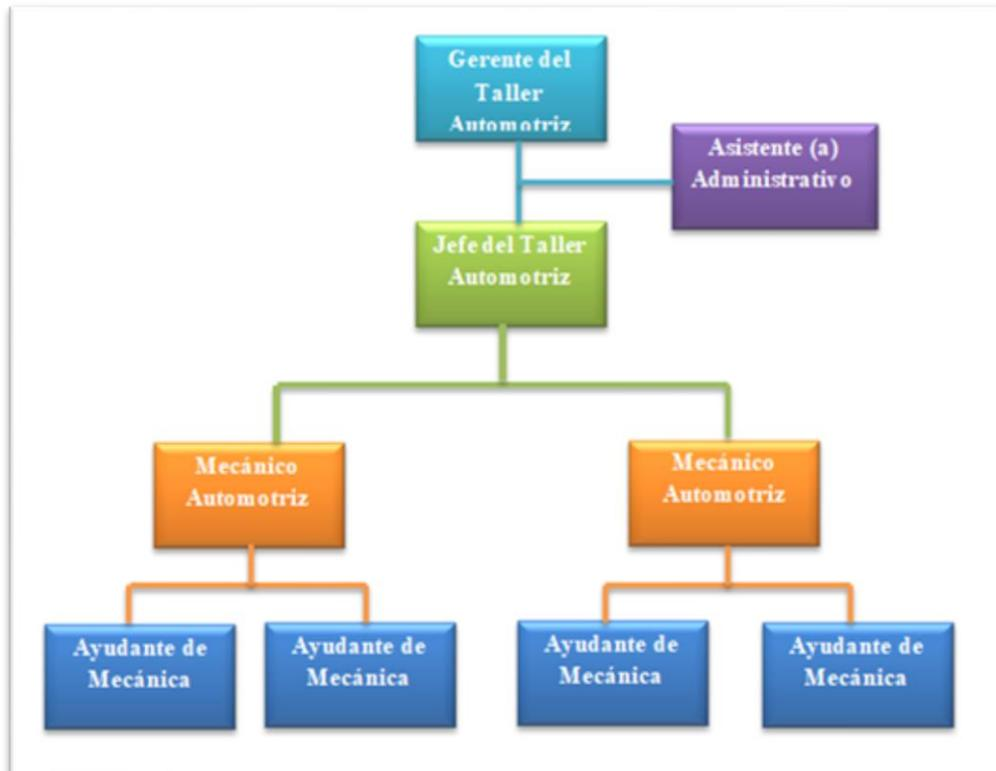 Gerente del
Taller
Automotriz
Asistente (a)
Administrativo
Jefe del Taller
Automotriz
Mecánico
Automotriz
Mecánico
Automotriz
Ayudante de
Mecánica
Ayudante de
Mecánica
Ayudante de
Mecánica
Ayudante de
Mecánica